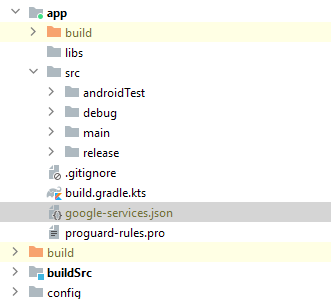 app
build
libs
src
androidTest
debug
main
release
.gitignore
build.gradle.kts
google-services.json
proguard-rules.pro
build
buildSrc
config